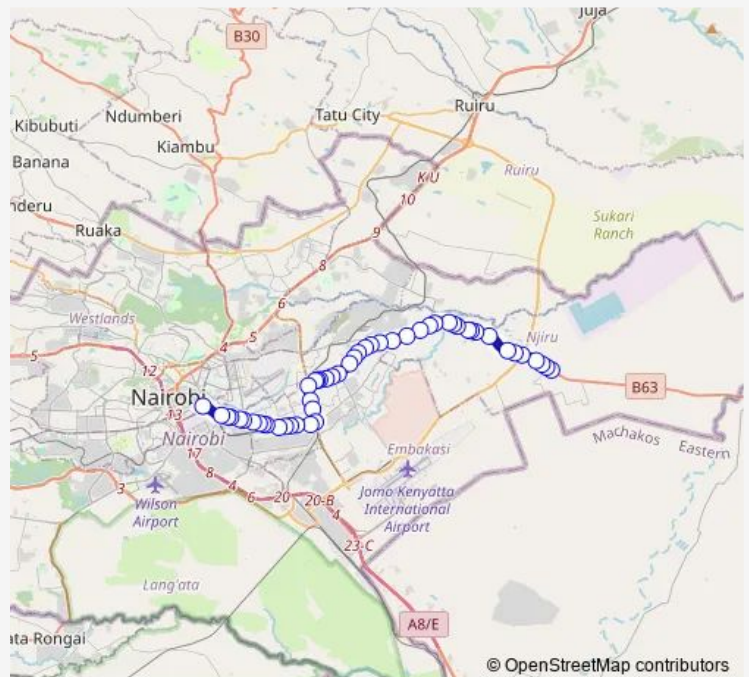 Juja
B30
Ndumberi
Tatu City
Ruiru
Kibubuti
Kiambu
Banana
K.U
Ruiru
10
nderu
Sukari
Ranch
Ruaka
9
8
6
Westlands
5
4
5
Njiru
12
Nairobi
B63
13
Nairobi
Machakos
Eastern
17
Embakasi
8
4
3
6
20
20-B
Wilson
Airport
Jomo Kenyatta
International
Airport
4
23-C
Lang'ata
A8/E
ata Rongai
© OpenStreetMap contributors